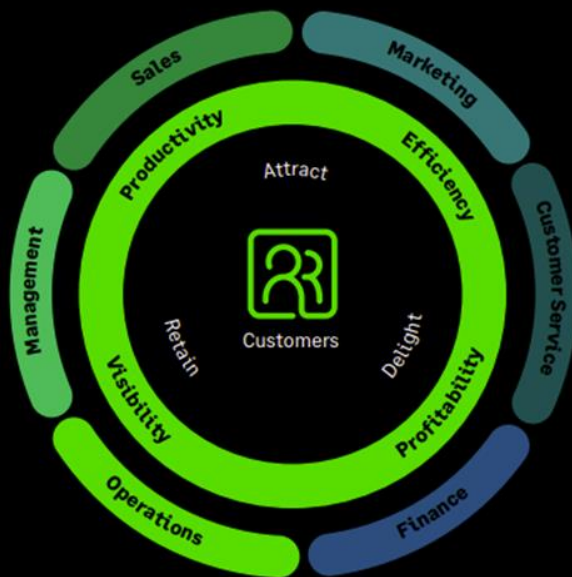 Sales
Marketing
Customer Service
Finance
Operations
Management
Productivity
Efficiency
Profitability
Visibility
Attract
Delight
Retain
Customers